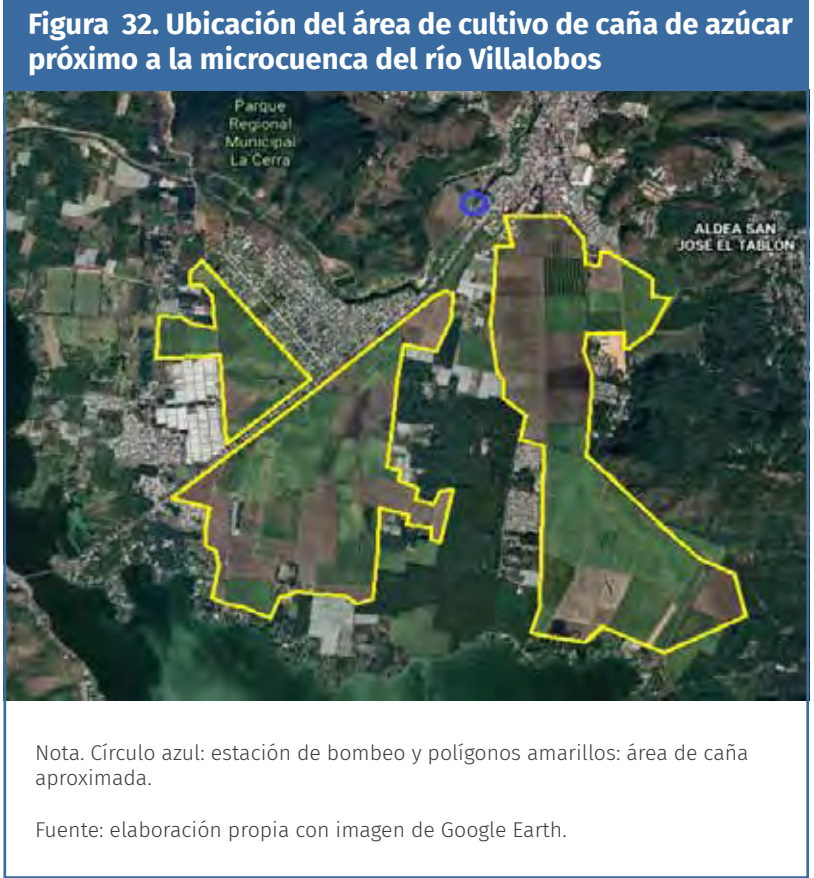 Figura 32. Ubicación del área de cultivo de caña de azúcar
próximo a la microcuenca del río Villalobos
Parque
Regional
Municipal
La Cerra
ALDEA SAN
JOSÉ EL TABLÓN
Nota. Círculo azul: estación de bombeo y polígonos amarillos: área de caña
aproximada.
Fuente: elaboración propia con imagen de Google Earth.